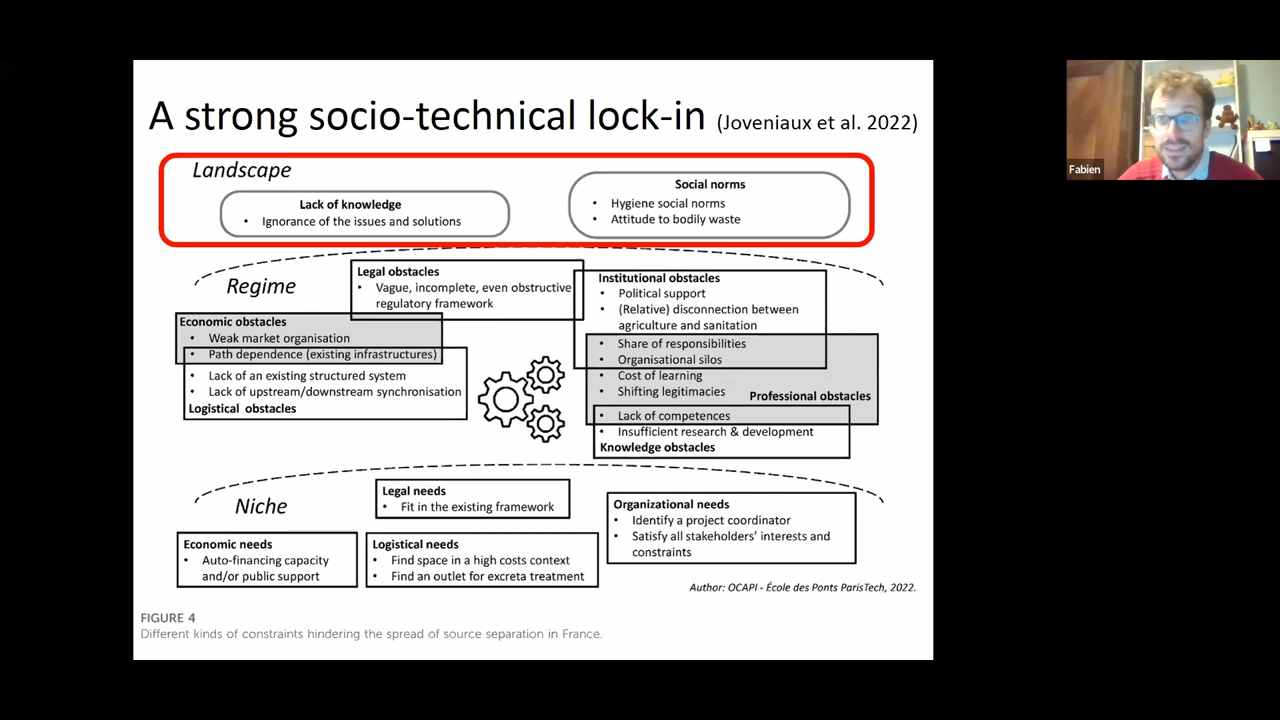 A strong socio-technical lock-in (Joveniaux et al. 2022)
Fabien
Landscape
Lack of knowledge
• Ignorance of the issues and solutions
Social norms
• Hygiene social norms
• Attitude to bodily waste
Regime
Legal obstacles
• Vague, incomplete, even obstructive
regulatory framework
Institutional obstacles
• Political support
• (Relative) disconnection between
agriculture and sanitation
Economic obstacles
• Weak market organisation
• Path dependence (existing infrastructures)
• Lack of an existing structured system
• Lack of upstream/downstream synchronisation
Logistical obstacles
• Share of responsibilities
• Organisational silos
• Cost of learning
• Shifting legitimacies
Professional obstacles
• Lack of competences
• Insufficient research & development
Knowledge obstacles
Niche
Legal needs
• Fit in the existing framework
Organizational needs
• Identify a project coordinator
• Satisfy all stakeholders' interests and
constraints
Economic needs
• Auto-financing capacity
and/or public support
Logistical needs
• Find space in a high costs context
• Find an outlet for excreta treatment
Author: OCAPI - École des Ponts ParisTech, 2022.
FIGURE 4
Different kinds of constraints hindering the spread of source separation in France.